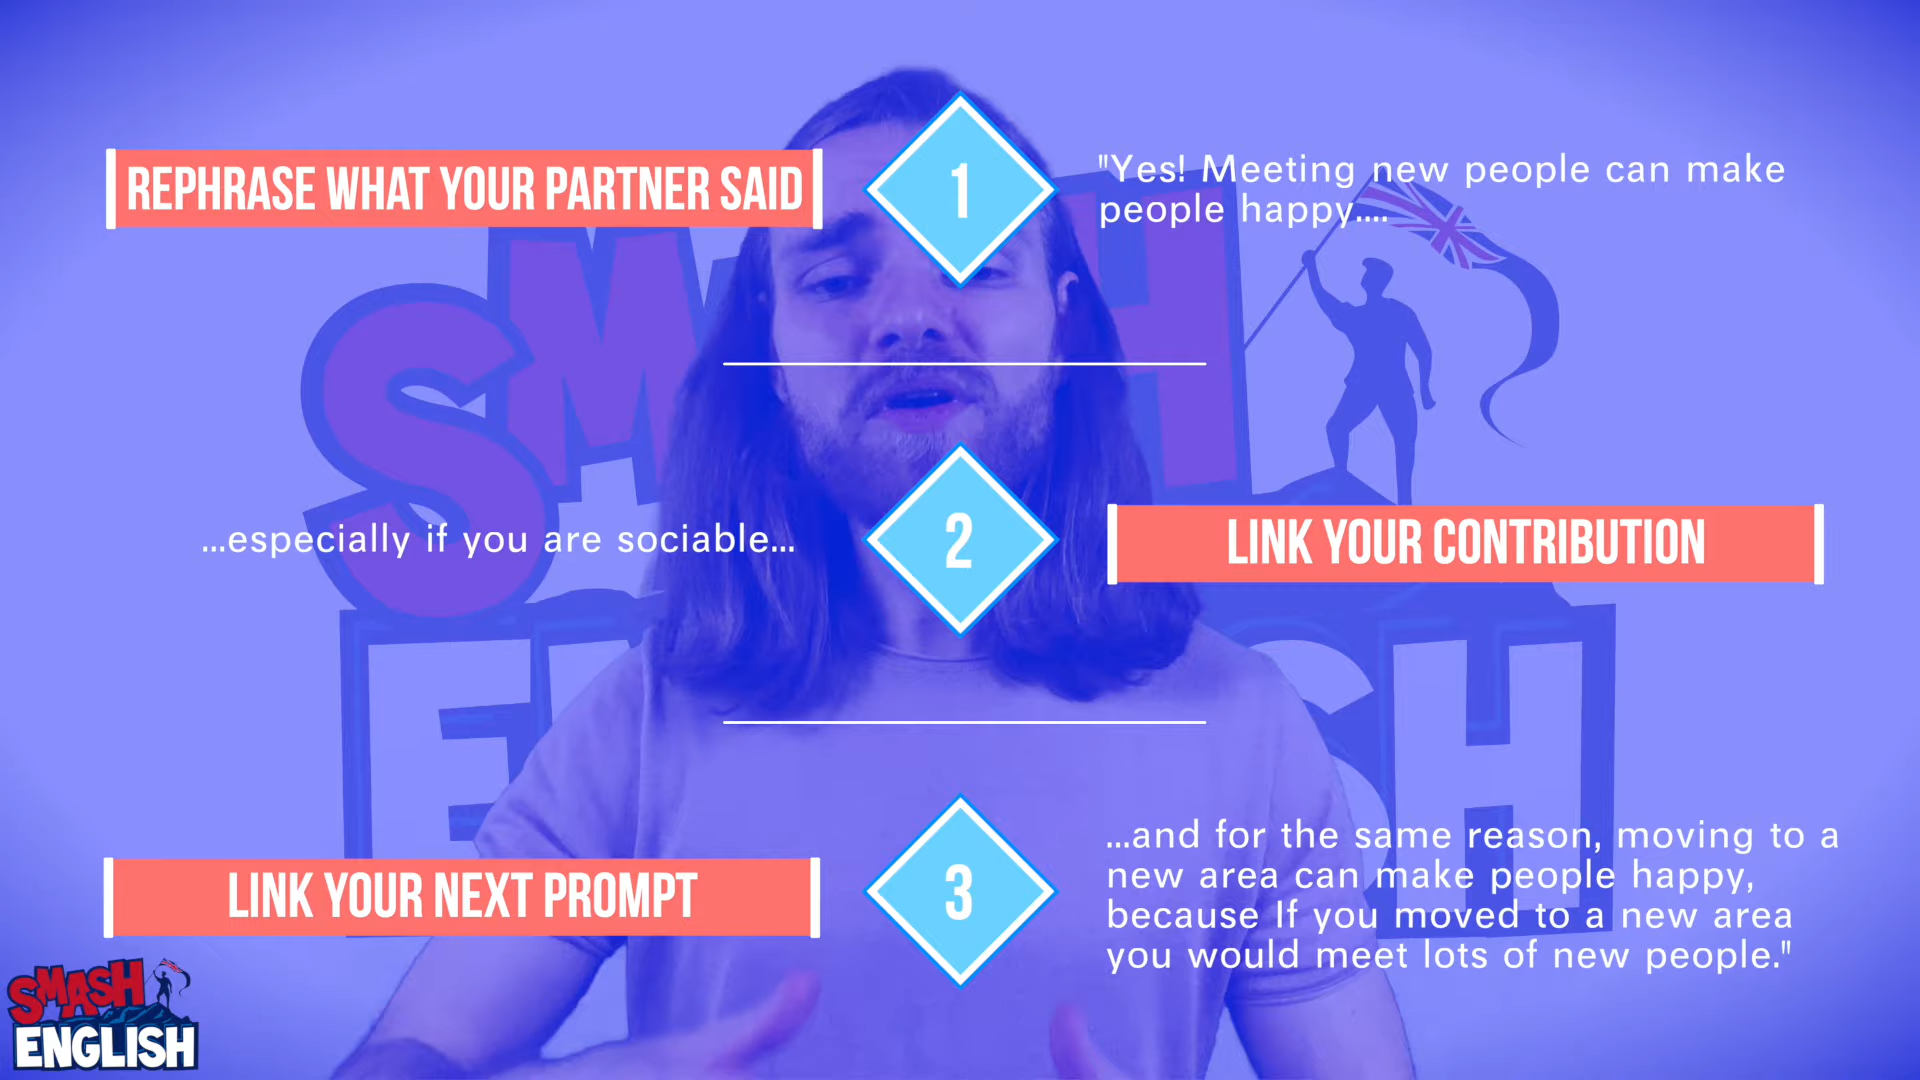 REPHRASE WHAT YOUR PARTNER SAID
1
"Yes! Meeting new people can make
people happy....
...especially if you are sociable...
2
LINK YOUR CONTRIBUTION
LINK YOUR NEXT PROMPT
3
...and for the same reason, moving to a
new area can make people happy,
because If you moved to a new area
you would meet lots of new people."
SMASH
ENGLISH